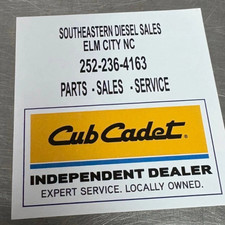 SOUTHEASTERN DIESEL SALES
ELM CITY NC
252-236-4163
PARTS - SALES - SERVICE
Cub Cadet®
INDEPENDENT DEALER
EXPERT SERVICE. LOCALLY OWNED.